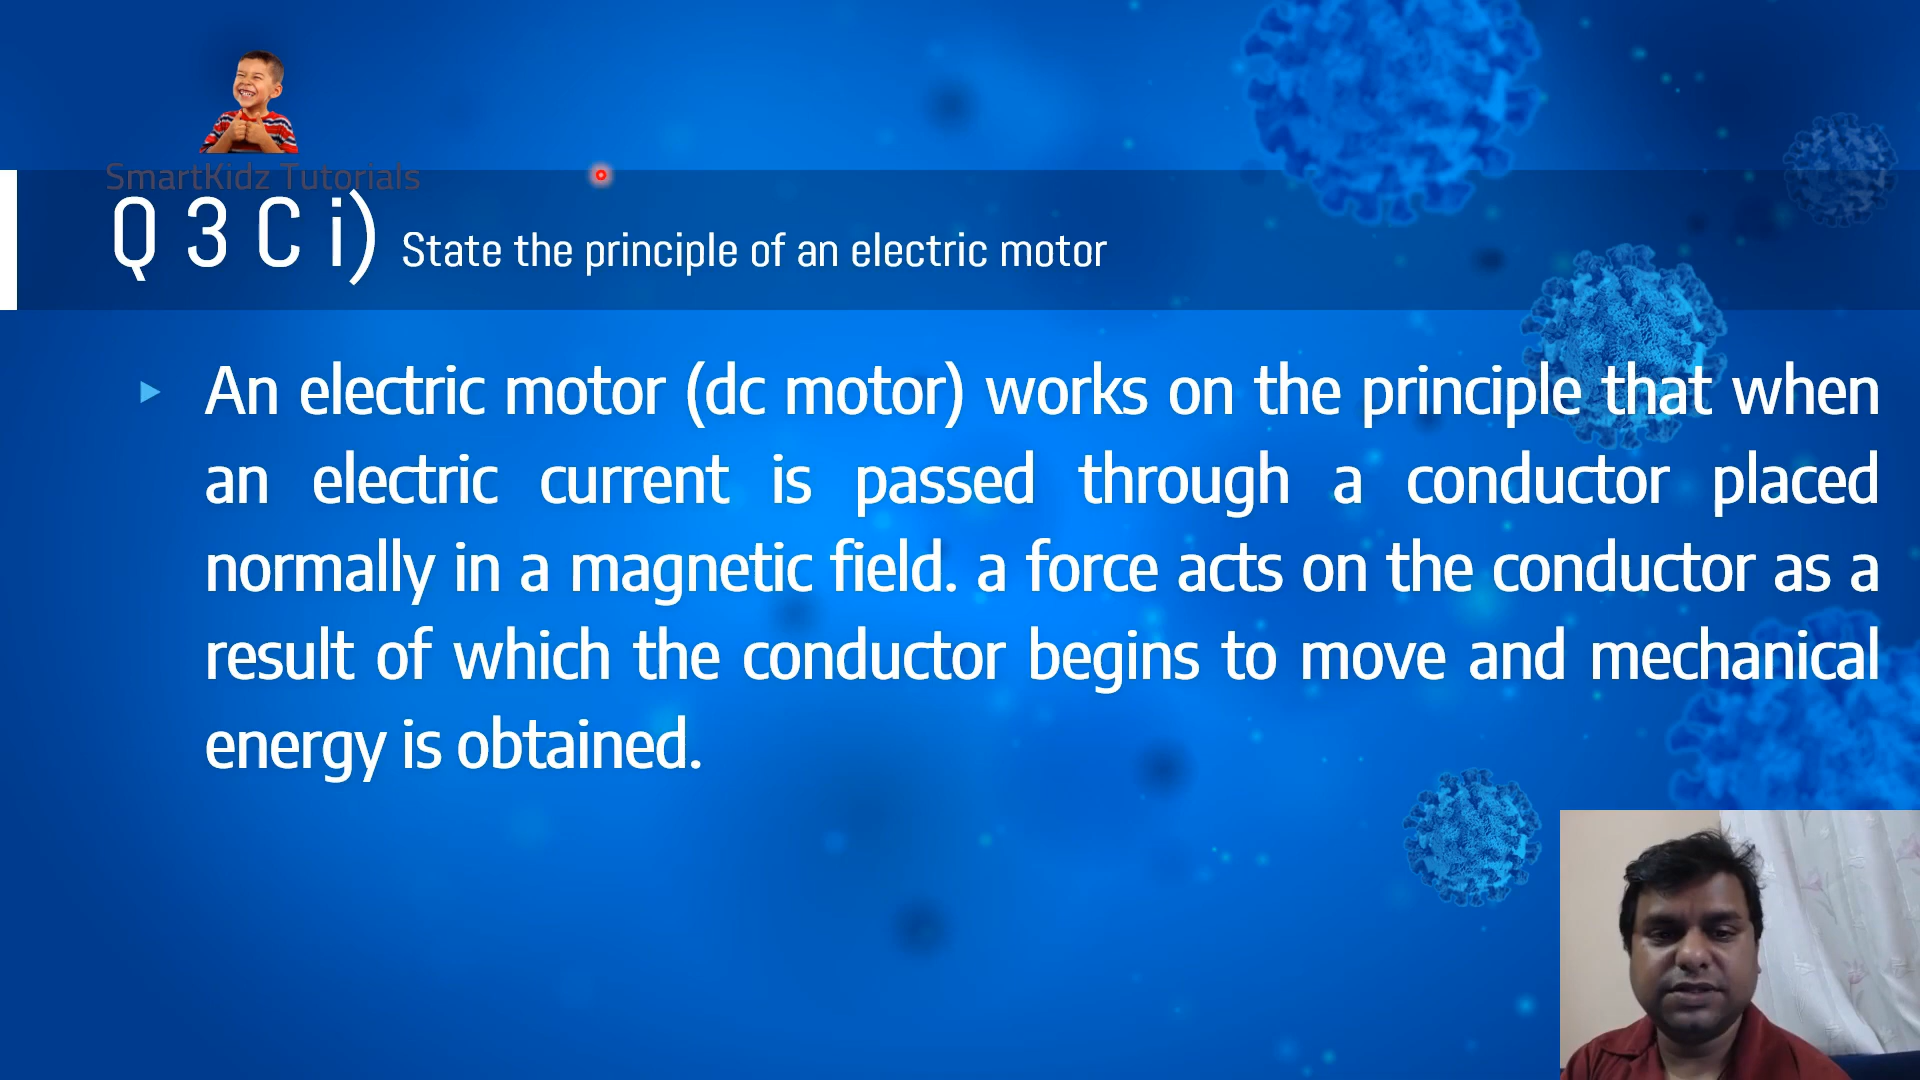 SmartKidz Tutorials
Q 3 C i) State the principle of an electric motor
An electric motor (dc motor) works on the principle that when
an electric current is passed through a conductor placed
normally in a magnetic field. a force acts on the conductor as a
result of which the conductor begins to move and mechanical
energy is obtained.